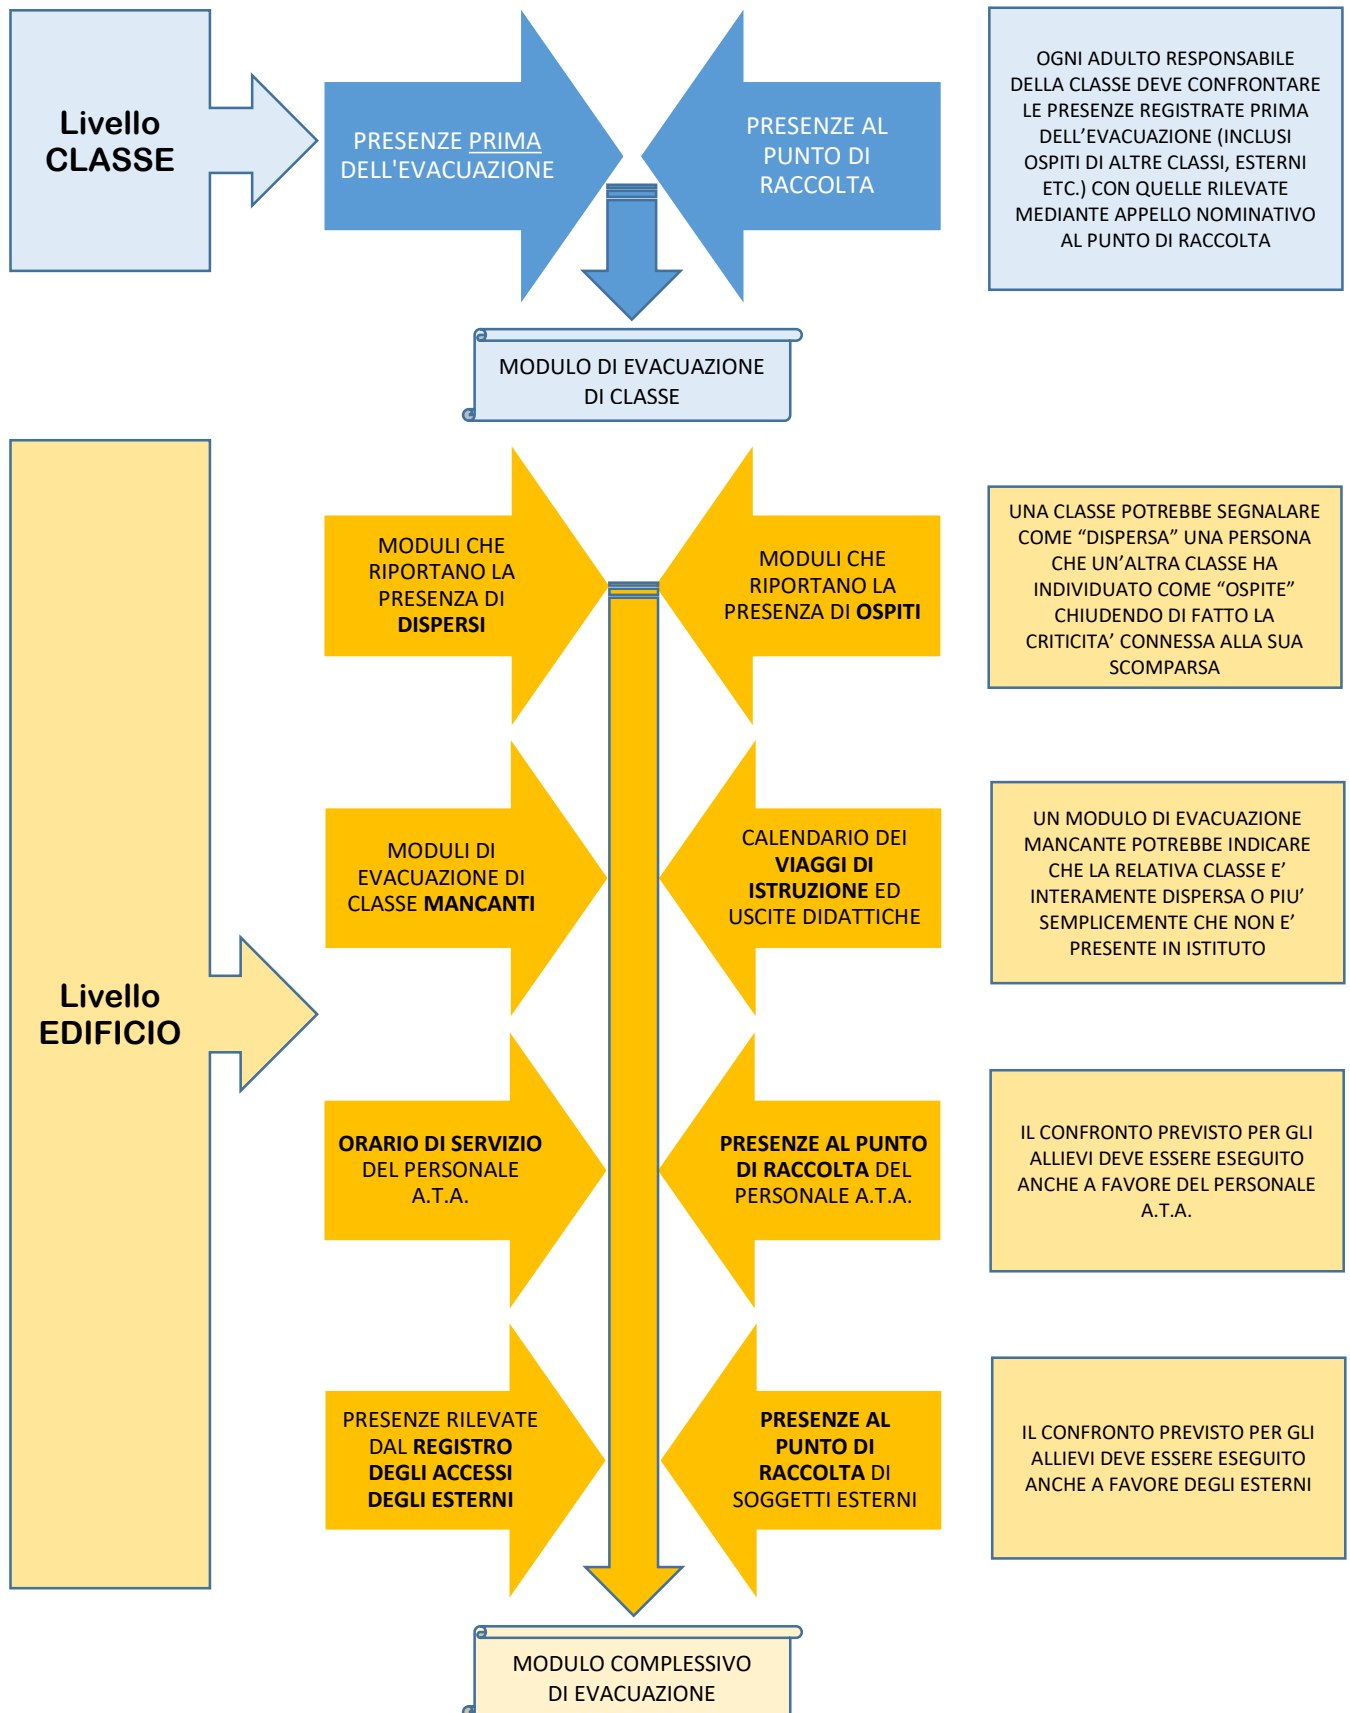 Livello
CLASSE
PRESENZE PRIMA
DELL'EVACUAZIONE
PRESENZE AL
PUNTO DI
RACCOLTA
OGNI ADULTO RESPONSABILE
DELLA CLASSE DEVE CONFRONTARE
LE PRESENZE REGISTRATE PRIMA
DELL’EVACUAZIONE (INCLUSI
OSPITI DI ALTRE CLASSI, ESTERNI
ETC.) CON QUELLE RILEVATE
MEDIANTE APPELLO NOMINATIVO
AL PUNTO DI RACCOLTA
MODULO DI EVACUAZIONE
DI CLASSE
Livello
EDIFICIO
MODULI CHE
RIPORTANO LA
PRESENZA DI
DISPERSI
MODULI CHE
RIPORTANO LA
PRESENZA DI OSPITI
UNA CLASSE POTREBBE SEGNALARE
COME “DISPERSA” UNA PERSONA
CHE UN’ALTRA CLASSE HA
INDIVIDUATO COME “OSPITE”
CHIUDENDO DI FATTO LA
CRITICITA’ CONNESSA ALLA SUA
SCOMPARSA
MODULI DI
EVACUAZIONE DI
CLASSE MANCANTI
CALENDARIO DEI
VIAGGI DI
ISTRUZIONE ED
USCITE DIDATTICHE
UN MODULO DI EVACUAZIONE
MANCANTE POTREBBE INDICARE
CHE LA RELATIVA CLASSE E’
INTERAMENTE DISPERSA O PIU’
SEMPLICEMENTE CHE NON E’
PRESENTE IN ISTITUTO
ORARIO DI SERVIZIO
DEL PERSONALE
A.T.A.
PRESENZE AL PUNTO
DI RACCOLTA DEL
PERSONALE A.T.A.
IL CONFRONTO PREVISTO PER GLI
ALLIEVI DEVE ESSERE ESEGUITO
ANCHE A FAVORE DEL PERSONALE
A.T.A.
PRESENZE RILEVATE
DAL REGISTRO
DEGLI ACCESSI
DEGLI ESTERNI
PRESENZE AL
PUNTO DI
RACCOLTA DI
SOGGETTI ESTERNI
IL CONFRONTO PREVISTO PER GLI
ALLIEVI DEVE ESSERE ESEGUITO
ANCHE A FAVORE DEGLI ESTERNI
MODULO COMPLESSIVO
DI EVACUAZIONE